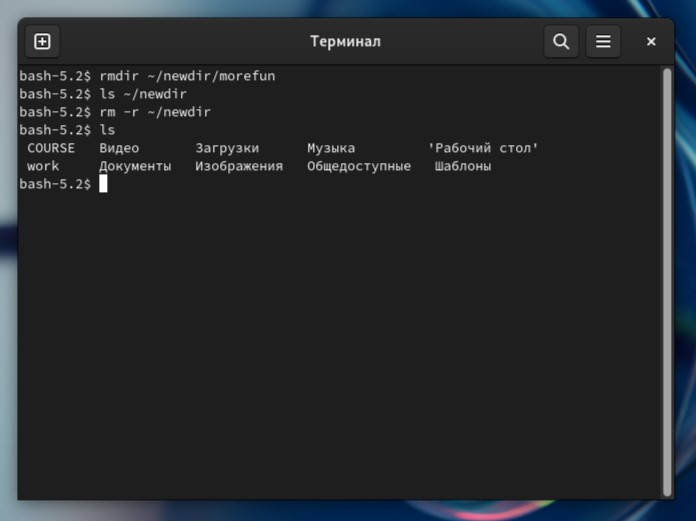 Терминал
bash-5.2$ rmdir ~/newdir/morefun
bash-5.2$ ls ~/newdir
bash-5.2$ rm -r ~/newdir
bash-5.2$ ls
COURSE Видео Загрузки Музыка 'Рабочий стол'
work Документы Изображения Общедоступные Шаблоны
bash-5.2$